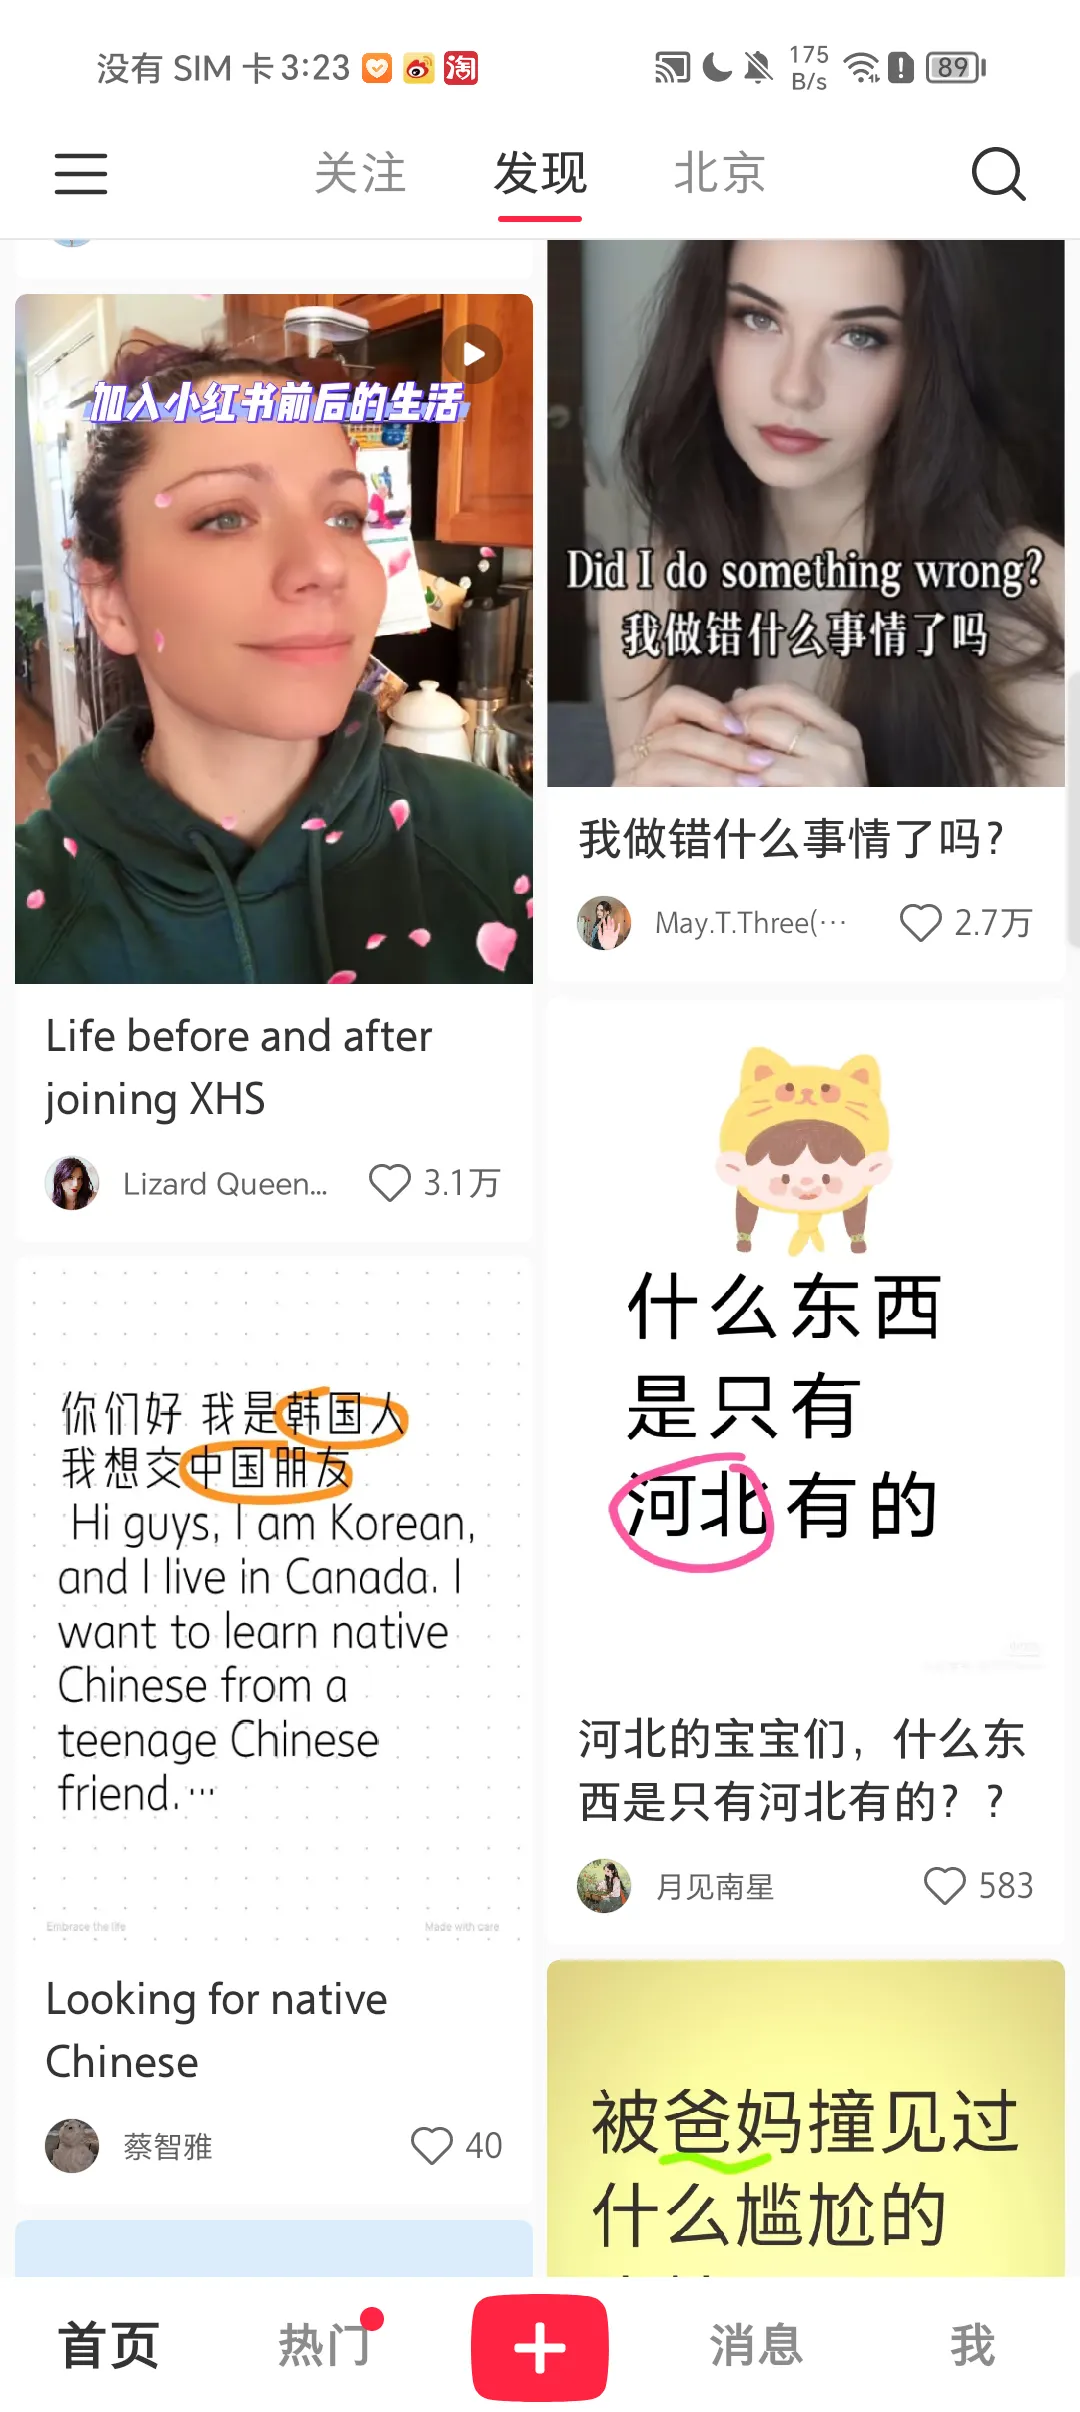 没有 SIM 卡 3:23
淘
175
B/s
89
关注
发现
北京
加入小红书前后的生活
Life before and after
joining XHS
Lizard Queen...
3.1万
Did I do something wrong?
我做错什么事情了吗
我做错什么事情了吗?
May.T.Three(…
2.7万
你们好 我是韩国人
我想交中国朋友
Hi guys, I am Korean,
and I live in Canada. I
want to learn native
Chinese from a
teenage Chinese
friend.…
Embrace the life
Made with care
Looking for native
Chinese
蔡智雅
40
什么东西
是只有
河北有的
河北的宝宝们，什么东
西是只有河北有的？？
月见南星
583
被爸妈撞见过
什么尴尬的
首页
热门
消息
我